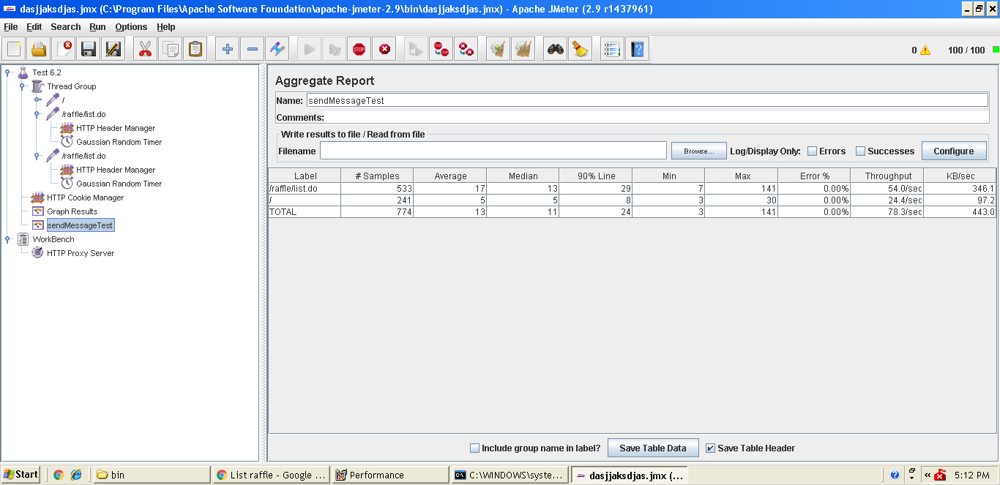 dasjjaksdjas.jmx (C:\Program Files\Apache Software Foundation\apache-jmeter-2.9\bin\dasjjaksdjas.jmx) - Apache JMeter (2.9 r1437961)
File Edit Search Run Options Help
STOP 0 100 / 100
Test 6.2
Thread Group
/
/raffle/list.do
HTTP Header Manager
Gaussian Random Timer
/raffle/list.do
HTTP Header Manager
Gaussian Random Timer
HTTP Cookie Manager
Graph Results
sendMessageTest
WorkBench
HTTP Proxy Server
Aggregate Report
Name: sendMessageTest
Comments:
Write results to file / Read from file
Filename Browse... Log/Display Only: Errors Successes Configure
Label # Samples Average Median 90% Line Min Max Error % Throughput KB/sec
/raffle/list.do 533 17 13 29 7 141 0.00% 54.0/sec 346.1
/ 241 5 5 8 3 30 0.00% 24.4/sec 97.2
TOTAL 774 13 11 24 3 141 0.00% 78.3/sec 443.0
Include group name in label? Save Table Data Save Table Header
Start bin List raffle - Google ... Performance C:\WINDOWS\syste... dasjjaksdjas.jmx (... 5:12 PM